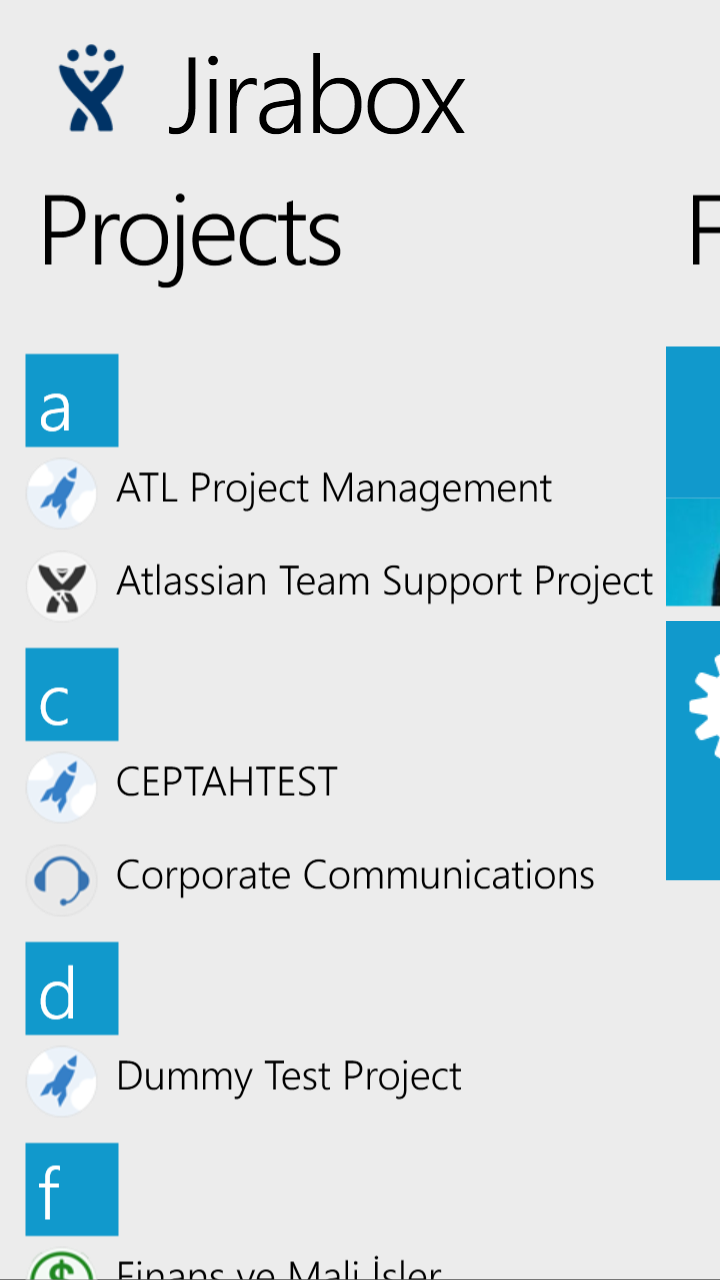 Jirabox
Projects
F
a
ATL Project Management
Atlassian Team Support Project
c
CEPTAHTEST
Corporate Communications
d
Dummy Test Project
f
Finans ve Mali İşler